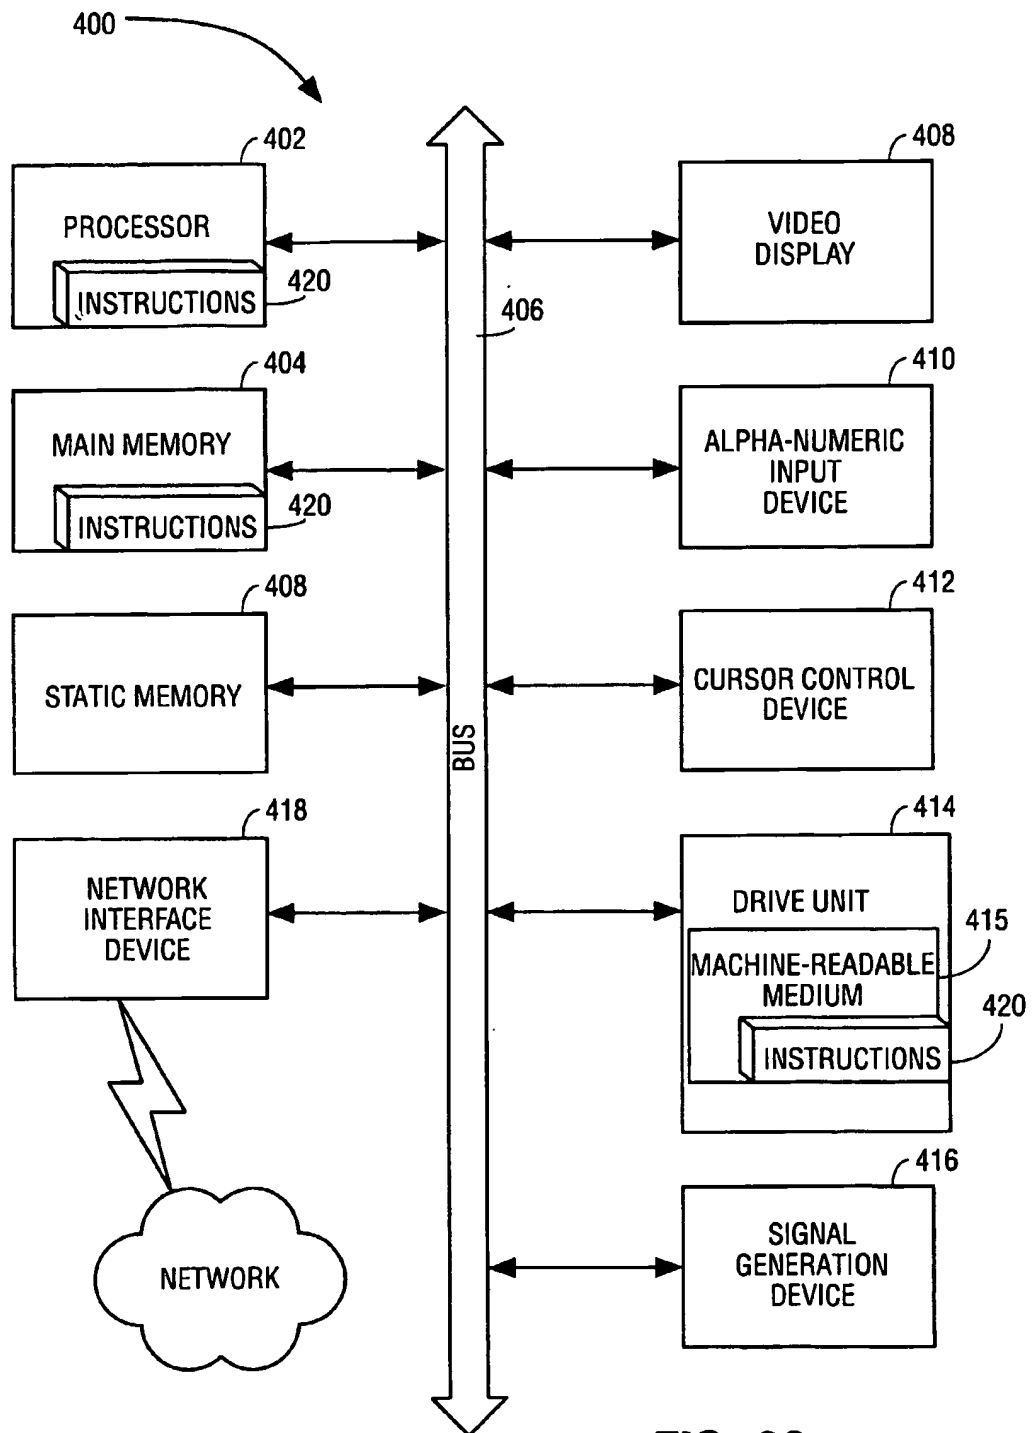 400
402
PROCESSOR
INSTRUCTIONS
420
404
MAIN MEMORY
INSTRUCTIONS
420
408
STATIC MEMORY
418
NETWORK
INTERFACE
DEVICE
NETWORK
406
BUS
408
VIDEO
DISPLAY
410
ALPHA-NUMERIC
INPUT
DEVICE
412
CURSOR CONTROL
DEVICE
414
DRIVE UNIT
415
MACHINE-READABLE
MEDIUM
420
INSTRUCTIONS
416
SIGNAL
GENERATION
DEVICE